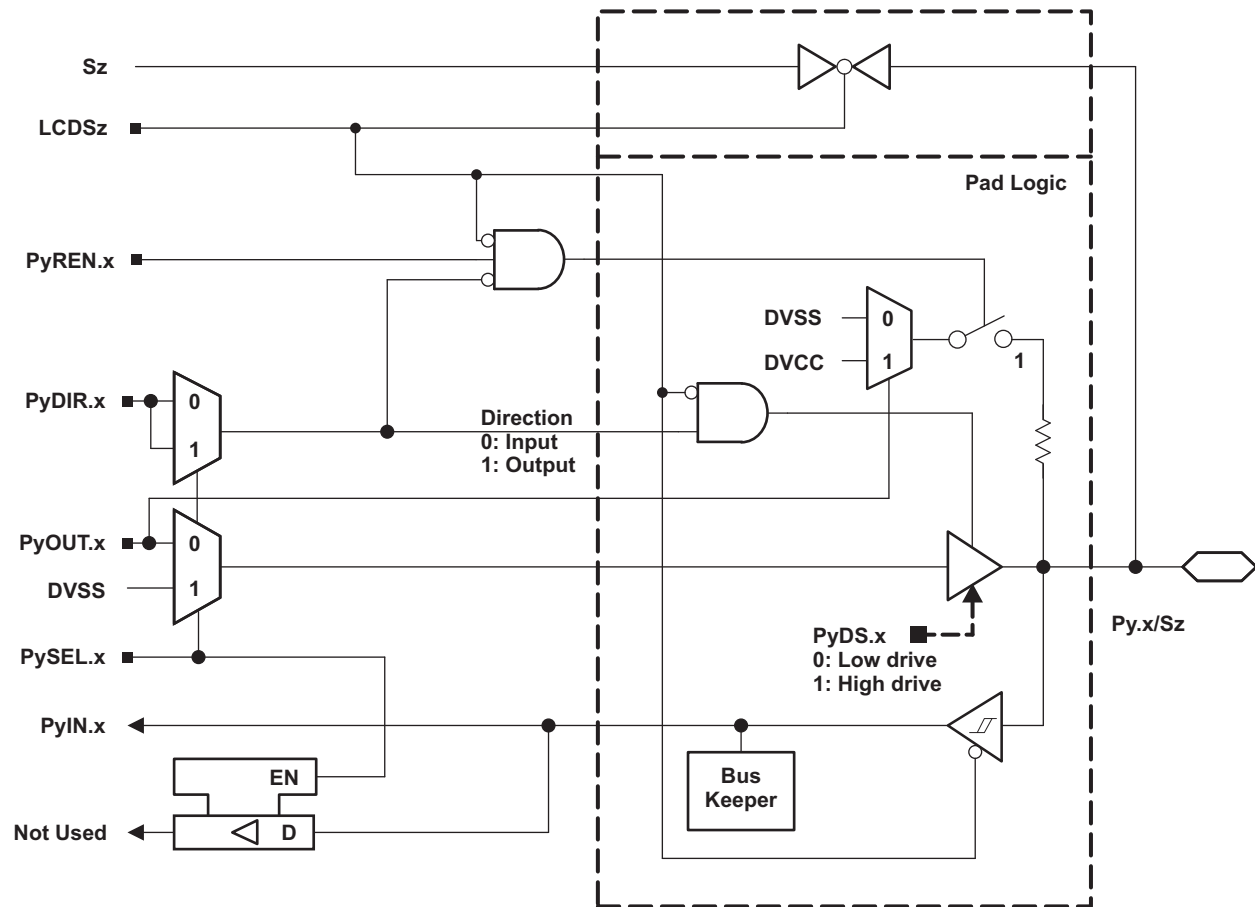 Sz
LCDSz
Pad Logic
PyREN.x
DVSS
0
DVCC
1
1
PyDIR.x
0
1
Direction
0: Input
1: Output
PyOUT.x
0
DVSS
1
PyDS.x
0: Low drive
1: High drive
Py.x/Sz
PySEL.x
PyIN.x
EN
Bus
Keeper
Not Used
D